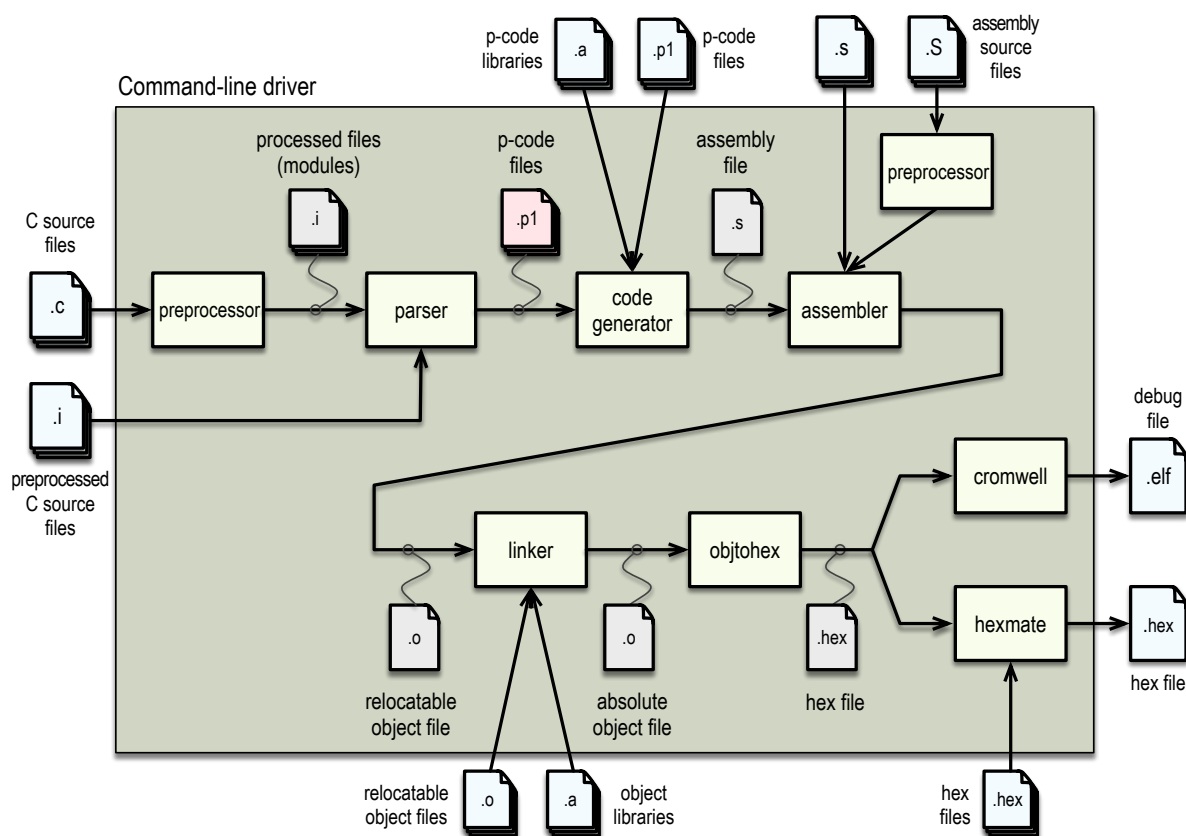 p-code
libraries
.a
.p1
p-code
files
.s
.S
assembly
source
files
Command-line driver
processed files
(modules)
p-code
files
assembly
file
preprocessor
.i
.p1
.s
C source
files
.c
preprocessor
parser
code
generator
assembler
.i
preprocessed
C source
files
debug
file
cromwell
.elf
linker
objtohex
.o
.o
.hex
hexmate
.hex
hex file
relocatable
object file
absolute
object file
hex file
relocatable
object files
.o
.a
object
libraries
hex
files
.hex